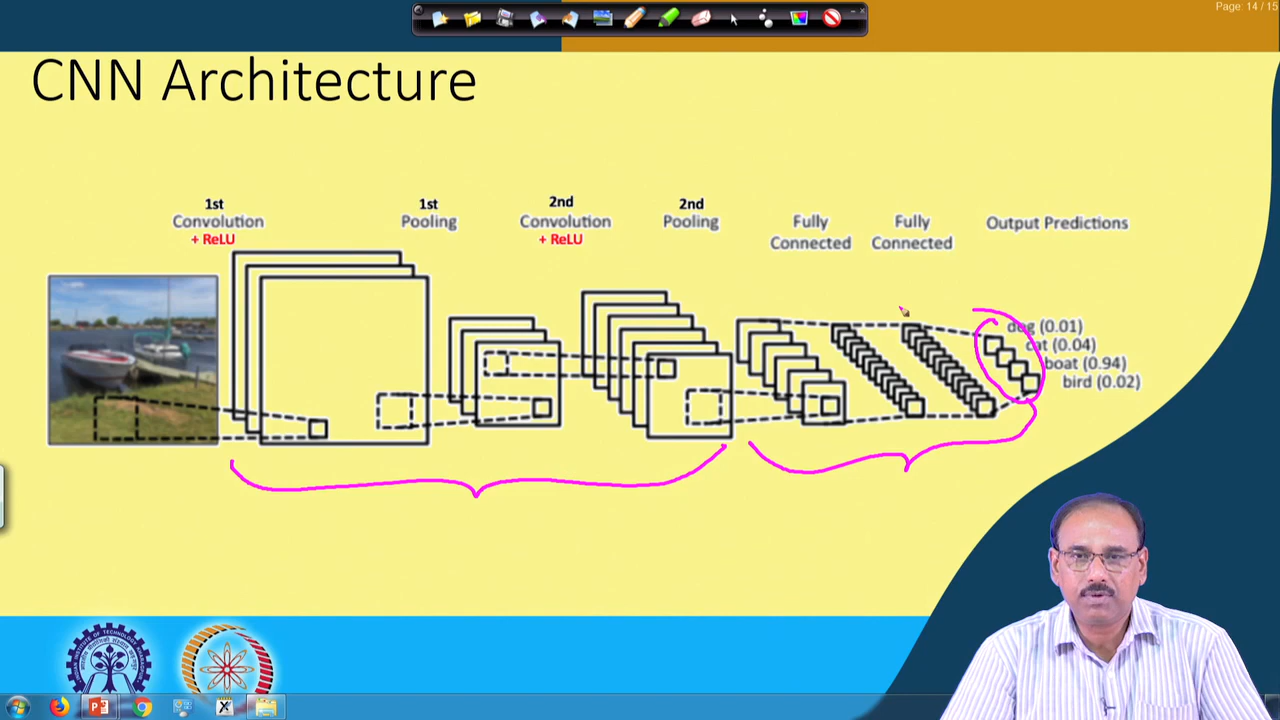 Page: 14 / 15
CNN Architecture
1st
Convolution
+ ReLU
1st
Pooling
2nd
Convolution
+ ReLU
2nd
Pooling
Fully
Connected
Fully
Connected
Output Predictions
dog (0.01)
cat (0.04)
boat (0.94)
bird (0.02)